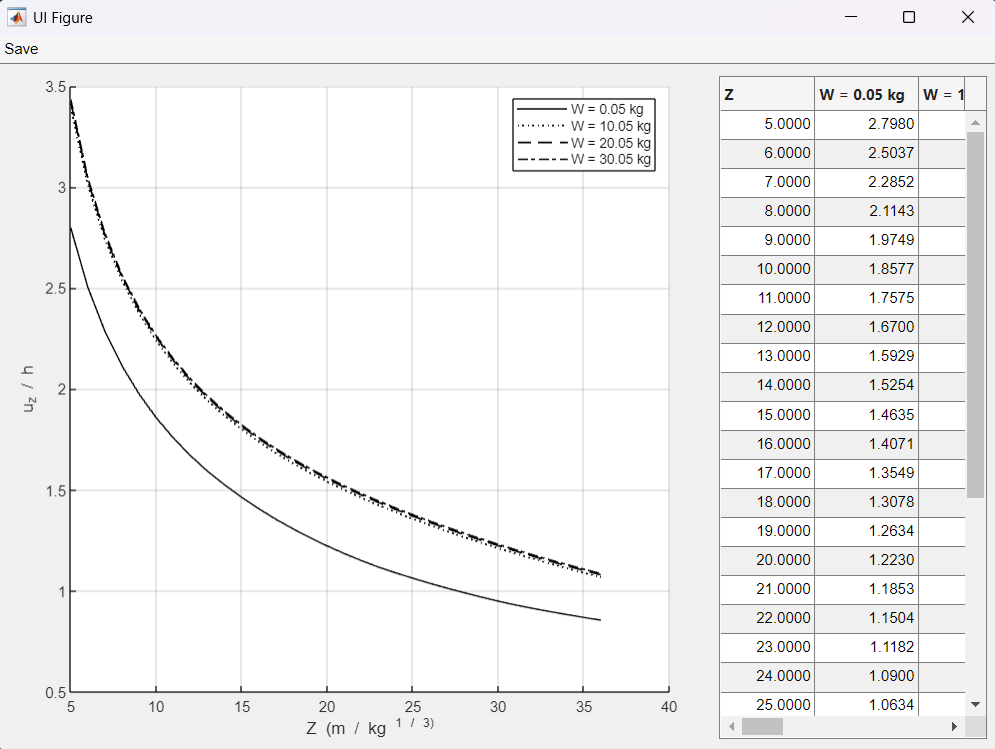 UI Figure
Save
3.5
3
2.5
2
1.5
1
0.5
u_z / h
5 10 15 20 25 30 35 40
Z (m / kg ^1 / 3)
W = 0.05 kg
W = 10.05 kg
W = 20.05 kg
W = 30.05 kg
Z W = 0.05 kg W = 1
5.0000 2.7980
6.0000 2.5037
7.0000 2.2852
8.0000 2.1143
9.0000 1.9749
10.0000 1.8577
11.0000 1.7575
12.0000 1.6700
13.0000 1.5929
14.0000 1.5254
15.0000 1.4635
16.0000 1.4071
17.0000 1.3549
18.0000 1.3078
19.0000 1.2634
20.0000 1.2230
21.0000 1.1853
22.0000 1.1504
23.0000 1.1182
24.0000 1.0900
25.0000 1.0634